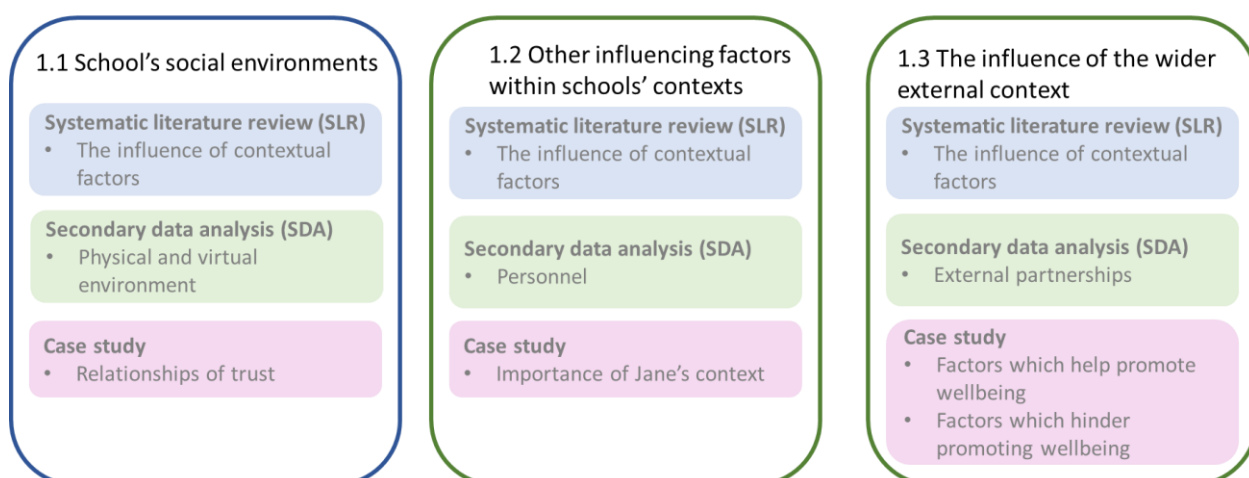 1.1 School’s social environments
Systematic literature review (SLR)
• The influence of contextual
factors
Secondary data analysis (SDA)
• Physical and virtual
environment
Case study
• Relationships of trust
1.2 Other influencing factors
within schools’ contexts
Systematic literature review (SLR)
• The influence of contextual
factors
Secondary data analysis (SDA)
• Personnel
Case study
• Importance of Jane’s context
1.3 The influence of the wider
external context
Systematic literature review (SLR)
• The influence of contextual
factors
Secondary data analysis (SDA)
• External partnerships
Case study
• Factors which help promote
wellbeing
• Factors which hinder
promoting wellbeing